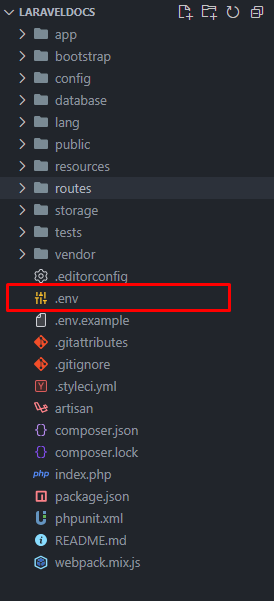 LARAVELDOCS
app
bootstrap
config
database
lang
public
resources
routes
storage
tests
vendor
.editorconfig
.env
.env.example
.gitattributes
.gitignore
.styleci.yml
artisan
composer.json
composer.lock
php index.php
package.json
phpunit.xml
README.md
webpack.mix.js